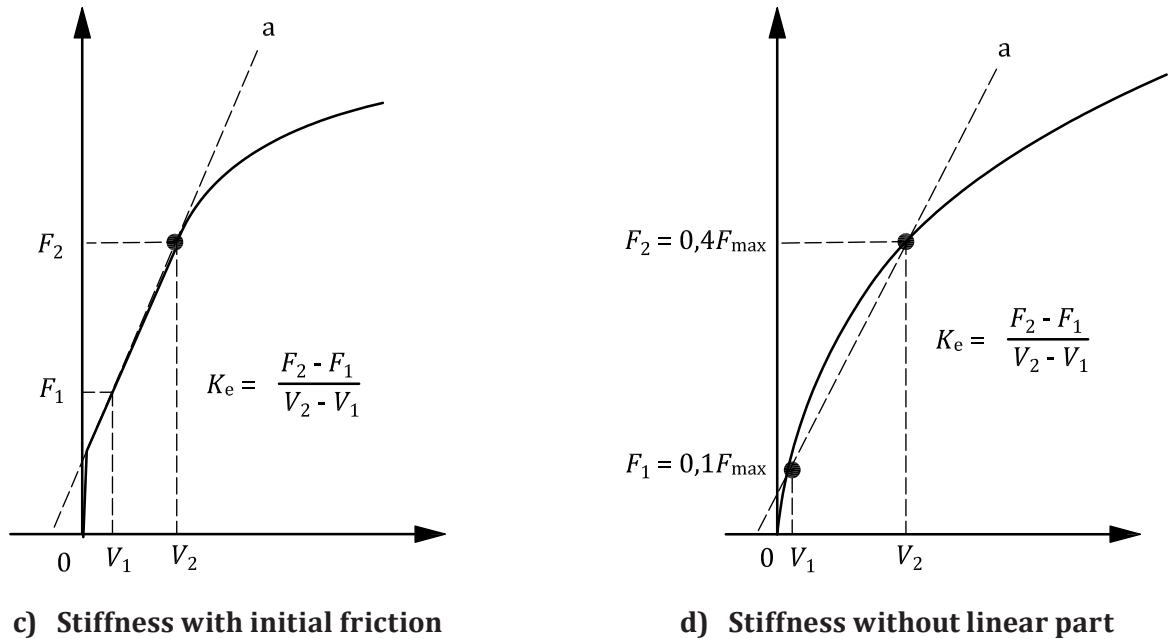 a
F₂
F₁
Kₑ = F₂ - F₁ / V₂ - V₁
0
V₁
V₂
c) Stiffness with initial friction
a
F₂ = 0,4Fmax
Kₑ = F₂ - F₁ / V₂ - V₁
F₁ = 0,1Fmax
0
V₁
V₂
d) Stiffness without linear part